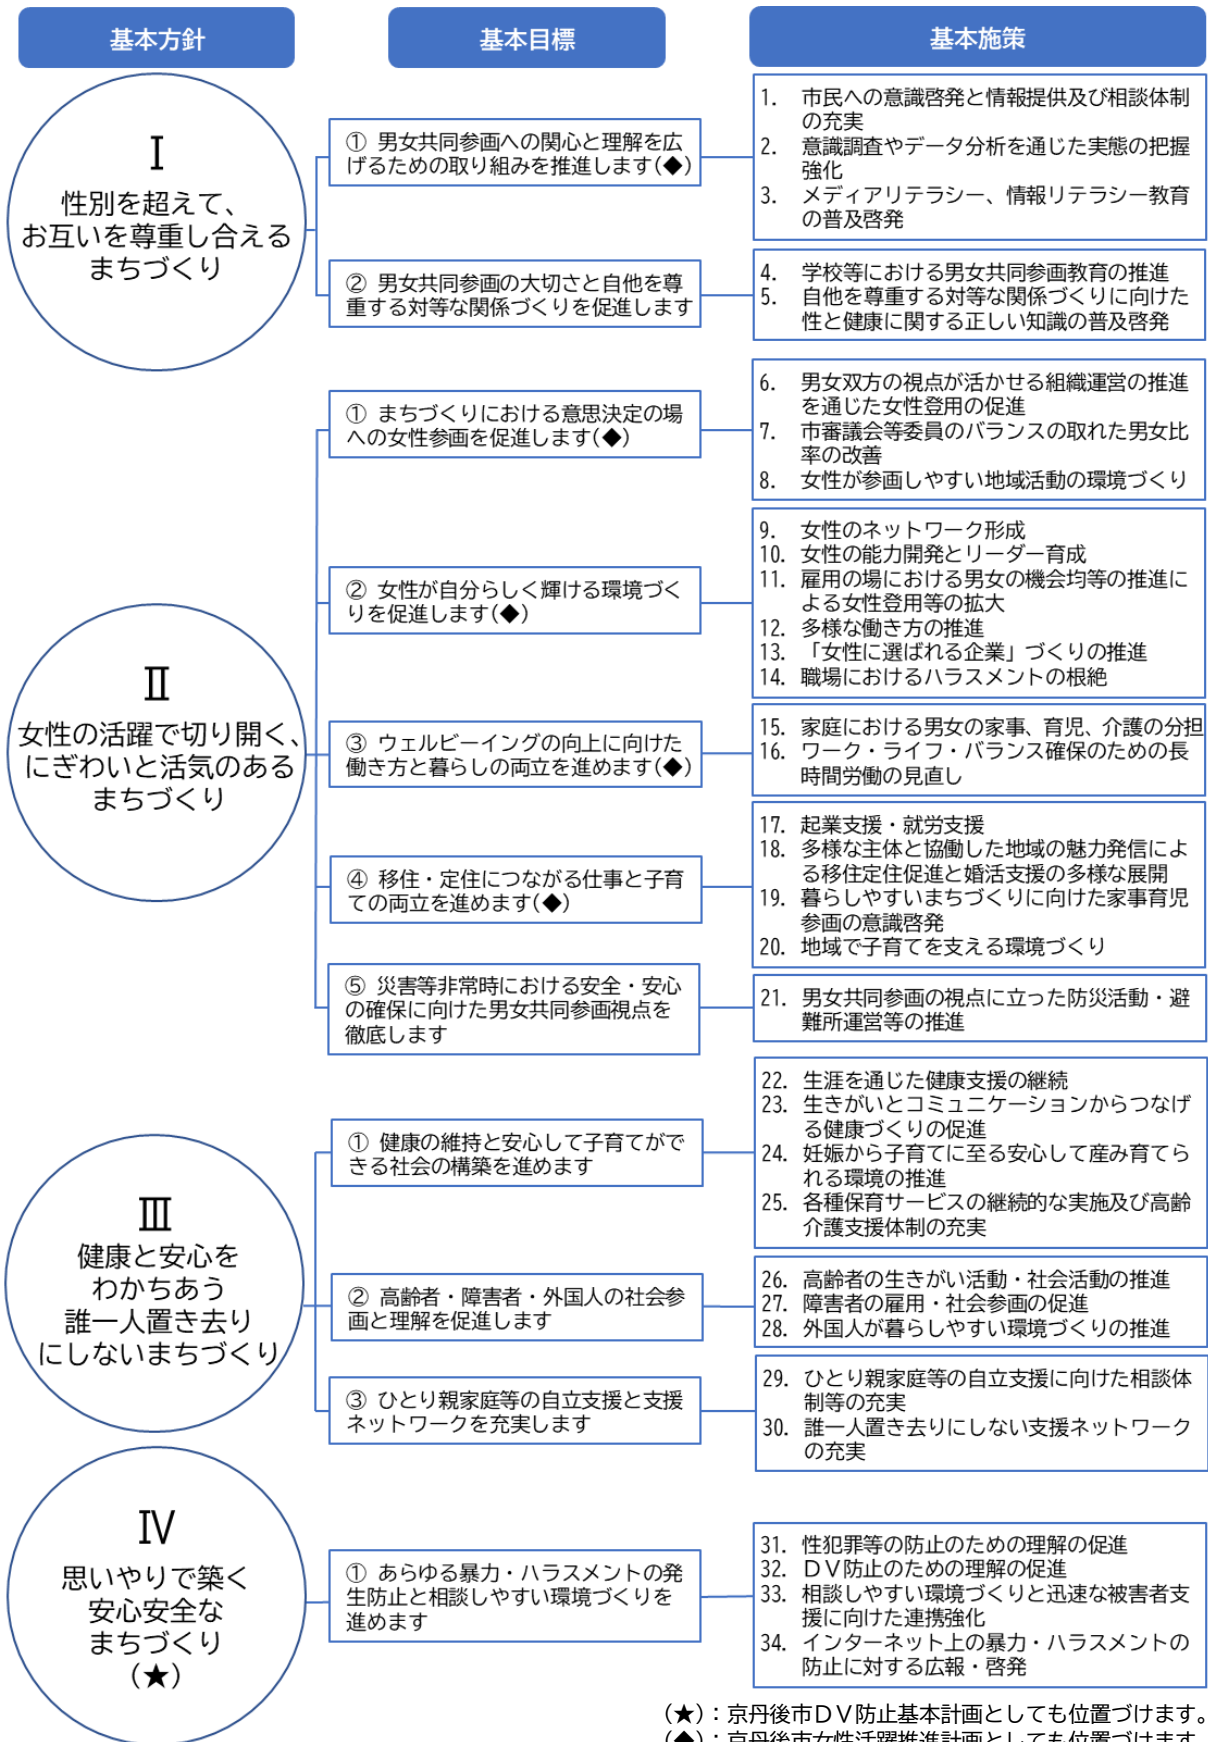 基本方針
基本目標
基本施策
Ⅰ
性別を超えて、
お互いを尊重し合える
まちづくり
① 男女共同参画への関心と理解を広
げるための取り組みを推進します(◆)
1. 市民への意識啓発と情報提供及び相談体制
の充実
2. 意識調査やデータ分析を通じた実態の把握
強化
3. メディアリテラシー、情報リテラシー教育
の普及啓発
② 男女共同参画の大切さと自他を尊
重する対等な関係づくりを促進します
4. 学校等における男女共同参画教育の推進
5. 自他を尊重する対等な関係づくりに向けた
性と健康に関する正しい知識の普及啓発
Ⅱ
女性の活躍で切り開く、
にぎわいと活気のある
まちづくり
① まちづくりにおける意思決定の場
への女性参画を促進します(◆)
6. 男女双方の視点が活かせる組織運営の推進
を通じた女性登用の促進
7. 市審議会等委員のバランスの取れた男女比
率の改善
8. 女性が参画しやすい地域活動の環境づくり
② 女性が自分らしく輝ける環境づく
りを促進します(◆)
9. 女性のネットワーク形成
10. 女性の能力開発とリーダー育成
11. 雇用の場における男女の機会均等の推進に
よる女性登用等の拡大
12. 多様な働き方の推進
13. 「女性に選ばれる企業」づくりの推進
14. 職場におけるハラスメントの根絶
③ ウェルビーイングの向上に向けた
働き方と暮らしの両立を進めます(◆)
15. 家庭における男女の家事、育児、介護の分担
16. ワーク・ライフ・バランス確保のための長
時間労働の見直し
④ 移住・定住につながる仕事と子育
ての両立を進めます(◆)
17. 起業支援・就労支援
18. 多様な主体と協働した地域の魅力発信によ
る移住定住促進と婚活支援の多様な展開
19. 暮らしやすいまちづくりに向けた家事育児
参画の意識啓発
20. 地域で子育てを支える環境づくり
⑤ 災害等非常時における安全・安心
の確保に向けた男女共同参画視点を
徹底します
21. 男女共同参画の視点に立った防災活動・避
難所運営等の推進
Ⅲ
健康と安心を
わかちあう
誰一人置き去り
にしないまちづくり
① 健康の維持と安心して子育てがで
きる社会の構築を進めます
22. 生涯を通じた健康支援の継続
23. 生きがいとコミュニケーションからつなげ
る健康づくりの促進
24. 妊娠から子育てに至る安心して産み育てら
れる環境の推進
25. 各種保育サービスの継続的な実施及び高齢
介護支援体制の充実
② 高齢者・障害者・外国人の社会参
画と理解を促進します
26. 高齢者の生きがい活動・社会活動の推進
27. 障害者の雇用・社会参画の促進
28. 外国人が暮らしやすい環境づくりの推進
③ ひとり親家庭等の自立支援と支援
ネットワークを充実します
29. ひとり親家庭等の自立支援に向けた相談体
制等の充実
30. 誰一人置き去りにしない支援ネットワーク
の充実
Ⅳ
思いやりで築く
安心安全な
まちづくり
(★)
① あらゆる暴力・ハラスメントの発
生防止と相談しやすい環境づくりを
進めます
31. 性犯罪等の防止のための理解の促進
32. ＤＶ防止のための理解の促進
33. 相談しやすい環境づくりと迅速な被害者支
援に向けた連携強化
34. インターネット上の暴力・ハラスメントの
防止に対する広報・啓発
(★)：京丹後市ＤＶ防止基本計画としても位置づけます。
(◆)：京丹後市女性活躍推進計画としても位置づけます。